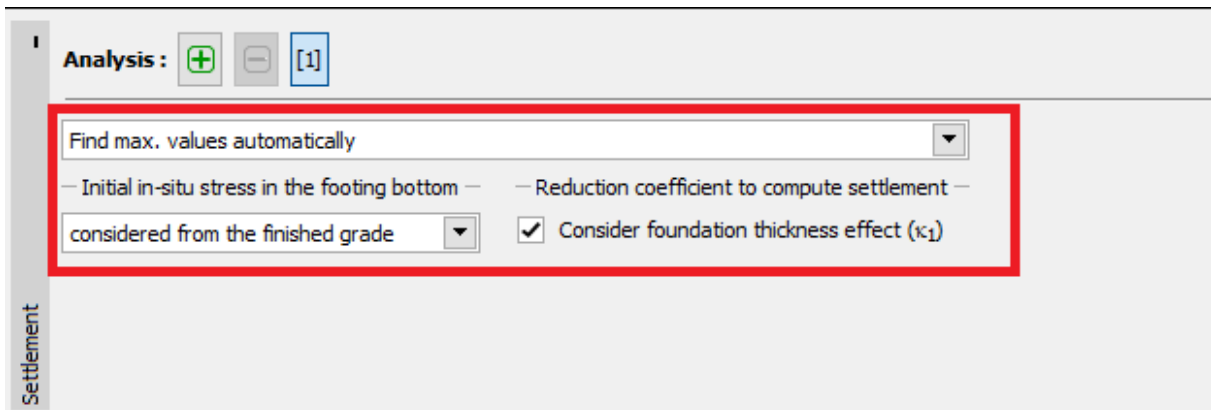 Analysis : [1]
Find max. values automatically
Initial in-situ stress in the footing bottom
Reduction coefficient to compute settlement
considered from the finished grade
Consider foundation thickness effect (κ1)
Settlement